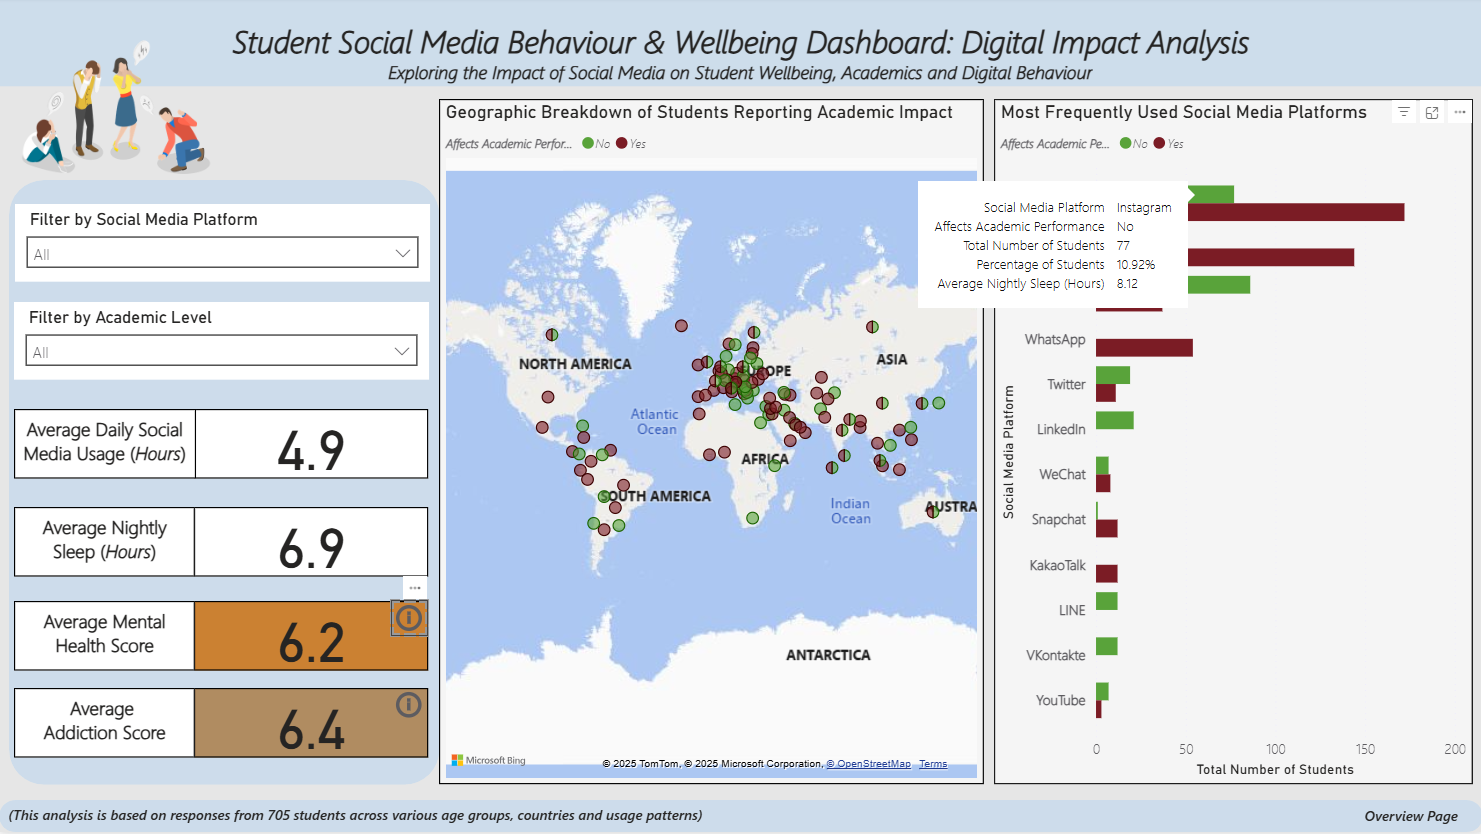 Student Social Media Behaviour & Wellbeing Dashboard: Digital Impact Analysis
Exploring the Impact of Social Media on Student Wellbeing, Academics and Digital Behaviour
Filter by Social Media Platform
All
Filter by Academic Level
All
Average Daily Social
Media Usage (Hours)
4.9
Average Nightly
Sleep (Hours)
6.9
Average Mental
Health Score
6.2
Average
Addiction Score
6.4
Geographic Breakdown of Students Reporting Academic Impact
Affects Academic Perfor... No Yes
NORTH AMERICA
ASIA
Atlantic
Ocean
AFRICA
SOUTH AMERICA
Indian
Ocean
AUSTRA
ANTARCTICA
Microsoft Bing
© 2025 TomTom, © 2025 Microsoft Corporation, © OpenStreetMap Terms
Most Frequently Used Social Media Platforms
Affects Academic Pe... No Yes
Social Media Platform Instagram
Affects Academic Performance No
Total Number of Students 77
Percentage of Students 10.92%
Average Nightly Sleep (Hours) 8.12
Social Media Platform
WhatsApp
Twitter
LinkedIn
WeChat
Snapchat
KakaoTalk
LINE
VKontakte
YouTube
0 50 100 150 200
Total Number of Students
(This analysis is based on responses from 705 students across various age groups, countries and usage patterns)
Overview Page